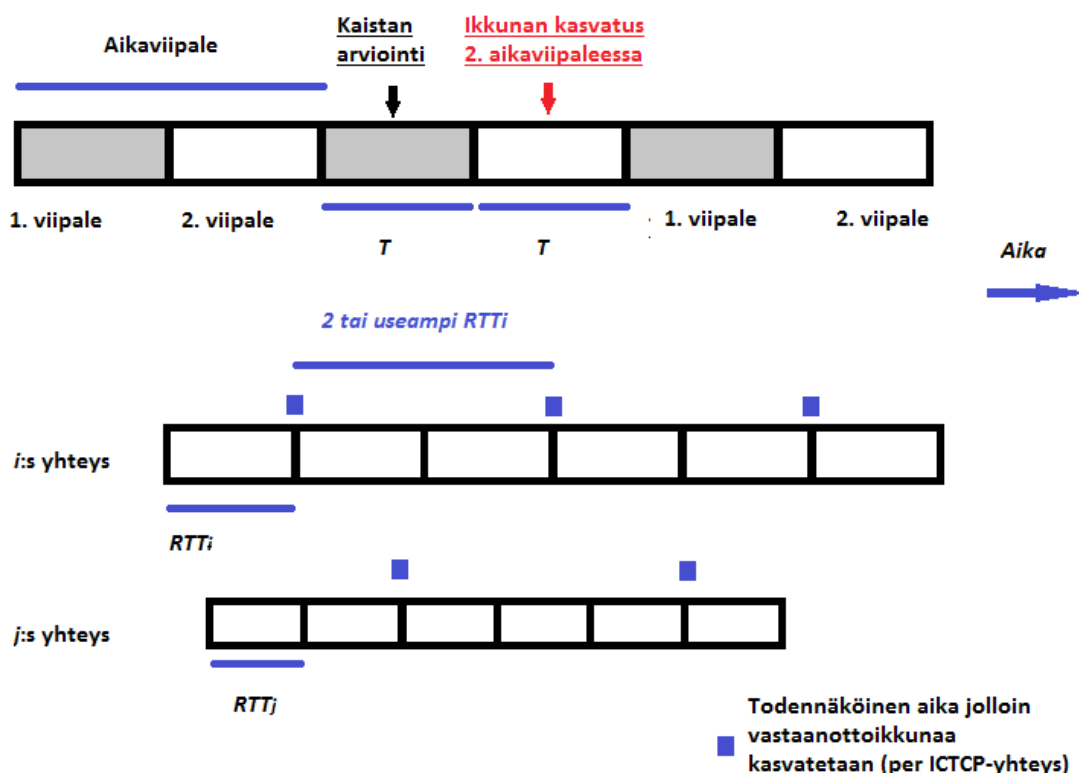 Aikaviipale
Kaistan
arviointi
Ikkunan kasvatus
2. aikaviipaleessa
1. viipale
2. viipale
T
T
1. viipale
2. viipale
Aika
2 tai useampi RTTi
i:s yhteys
RTTi
j:s yhteys
RTTj
Todennäköinen aika jolloin
vastaanottoikkunaa
kasvatetaan (per ICTCP-yhteys)